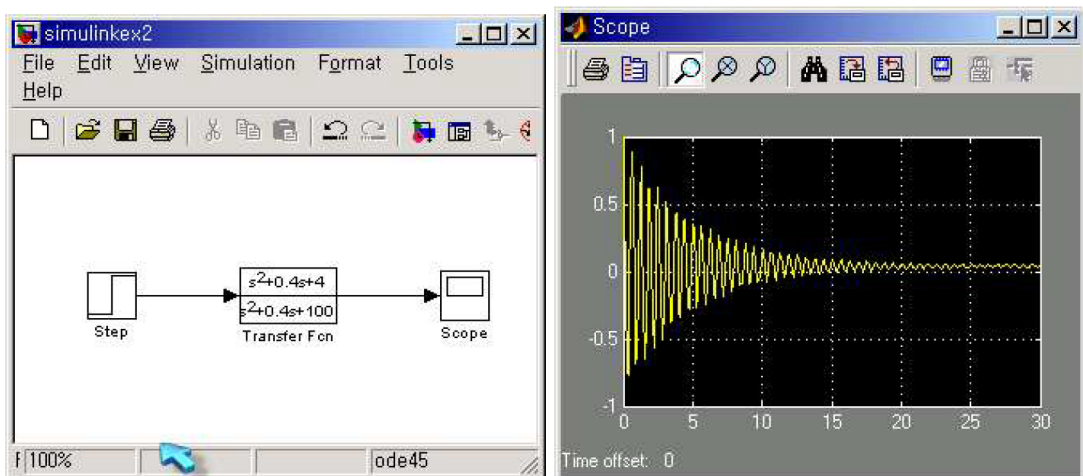 simulinkex2
File Edit View Simulation Format Tools
Help
s²+0.4s+4
s²+0.4s+100
Step
Transfer Fcn
Scope
100%
ode45
Scope
1
0.5
0
-0.5
-1
0 5 10 15 20 25 30
Time offset: 0